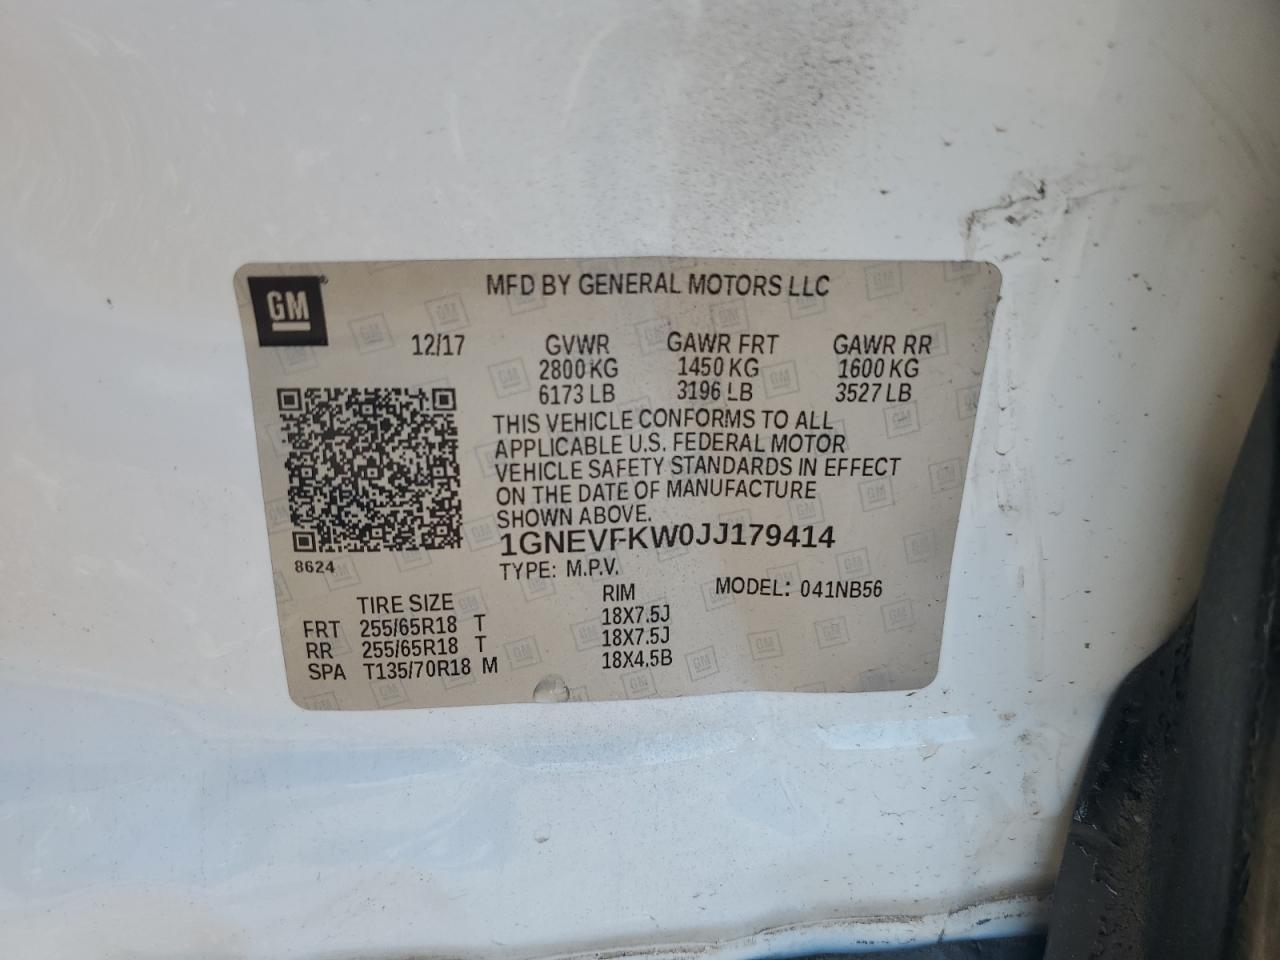 GM
MFD BY GENERAL MOTORS LLC
12/17 GVWR GAWR FRT GAWR RR
2800 KG 1450 KG 1600 KG
6173 LB 3196 LB 3527 LB
THIS VEHICLE CONFORMS TO ALL
APPLICABLE U.S. FEDERAL MOTOR
VEHICLE SAFETY STANDARDS IN EFFECT
ON THE DATE OF MANUFACTURE
SHOWN ABOVE.
1GNEVFKW0JJ179414
8624
TYPE: M.P.V. MODEL: 041NB56
TIRE SIZE RIM
FRT 255/65R18 T 18X7.5J
RR 255/65R18 T 18X7.5J
SPA T135/70R18 M 18X4.5B